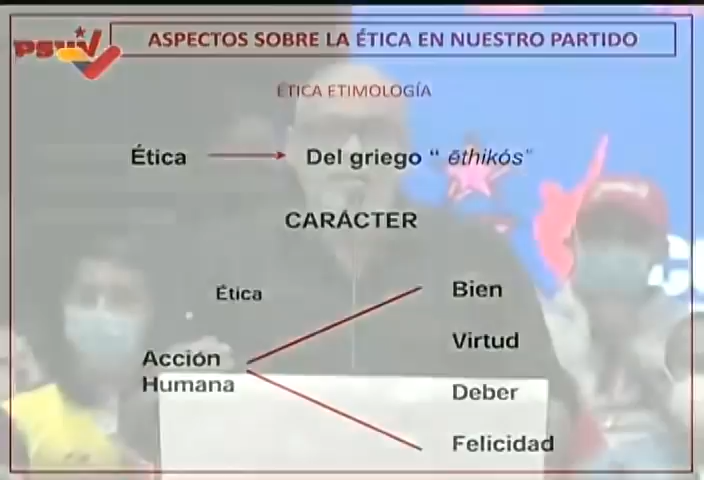 PSUV
ASPECTOS SOBRE LA ÉTICA EN NUESTRO PARTIDO
ÉTICA ETIMOLOGÍA
Ética Del griego “ ēthikós”
CARÁCTER
Ética
Bien
Virtud
Acción
Humana
Deber
Felicidad